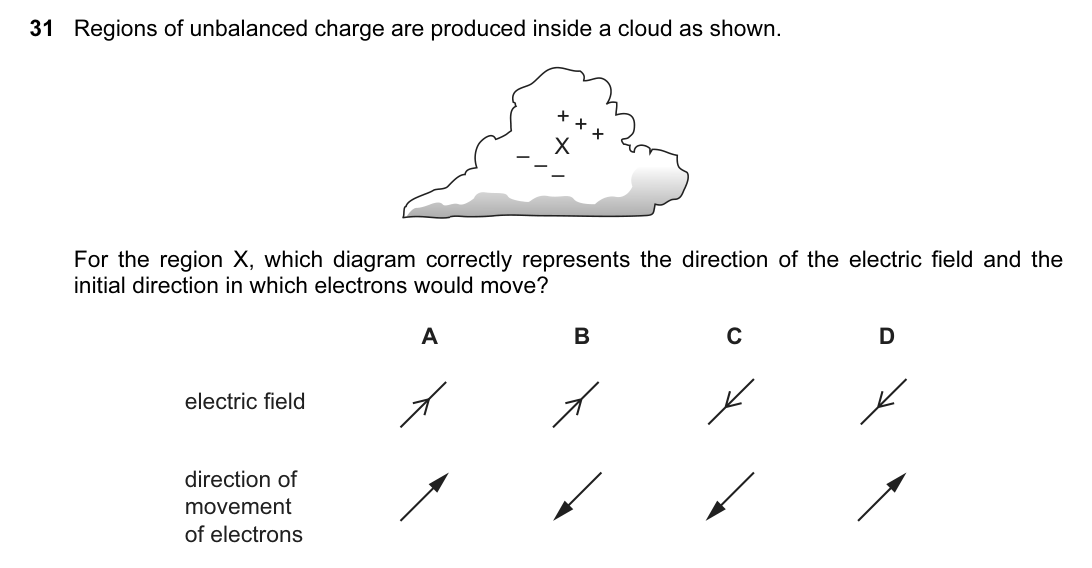 31 Regions of unbalanced charge are produced inside a cloud as shown.
+
+
+
X
–
–
–
For the region X, which diagram correctly represents the direction of the electric field and the
initial direction in which electrons would move?
A B C D
electric field
direction of
movement
of electrons